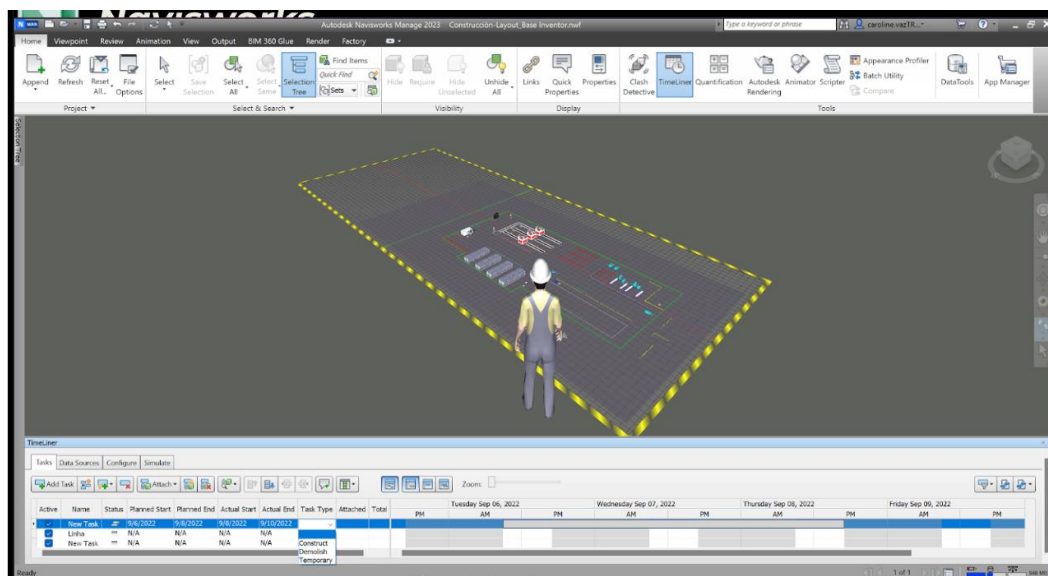 Navisworks
Autodesk Navisworks Manage 2023 Construcción-Layout_Base Inventor.nwf
Type a keyword or phrase
caroline.vazTR...
Home Viewpoint Review Animation View Output BIM 360 Glue Render Factory
Append Refresh Reset All... File Options
Project
Select Save Selection Select All Select Same Selection Tree
Find Items
Quick Find
Sets
Select & Search
Hide Require Hide Unselected Unhide All
Visibility
Links Quick Properties Properties
Display
Clash Detective TimeLiner Quantification Autodesk Rendering Animator Scripter
Appearance Profiler
Batch Utility
Compare
Tools
DataTools App Manager
Selection Tree
TimeLiner
Tasks Data Sources Configure Simulate
Add Task Attach Zoom:
Active Name Status Planned Start Planned End Actual Start Actual End Task Type Attached Total
Tuesday Sep 06, 2022 Wednesday Sep 07, 2022 Thursday Sep 08, 2022 Friday Sep 09, 2022
PM AM PM AM PM AM PM AM PM
New Task 9/6/2022 9/8/2022 9/8/2022 9/10/2022
Linha N/A N/A N/A N/A
New Task N/A N/A N/A N/A
Construct
Demolish
Temporary
Ready
1 of 1